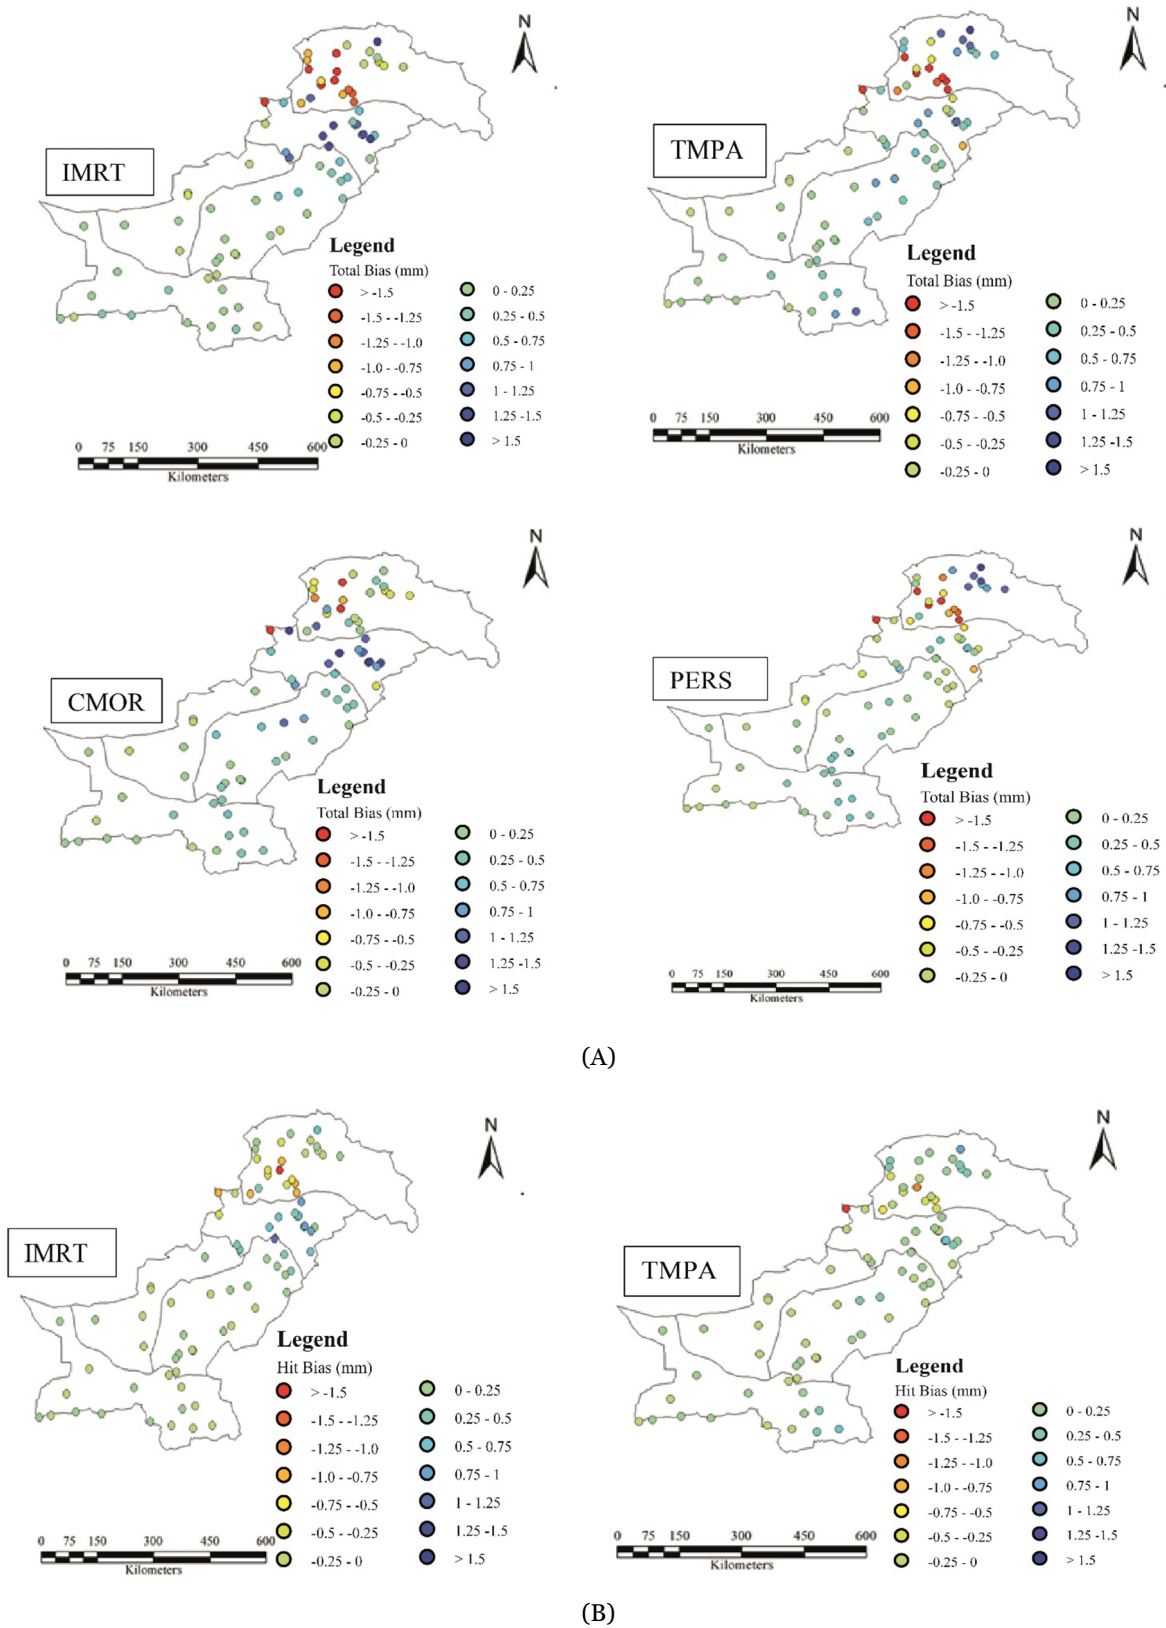 N
IMRT
Legend
Total Bias (mm)
> -1.5
-1.5 - -1.25
-1.25 - -1.0
-1.0 - -0.75
-0.75 - -0.5
-0.5 - -0.25
-0.25 - 0
0 - 0.25
0.25 - 0.5
0.5 - 0.75
0.75 - 1
1 - 1.25
1.25 -1.5
> 1.5
0 75 150 300 450 600
Kilometers
N
TMPA
Legend
Total Bias (mm)
> -1.5
-1.5 - -1.25
-1.25 - -1.0
-1.0 - -0.75
-0.75 - -0.5
-0.5 - -0.25
-0.25 - 0
0 - 0.25
0.25 - 0.5
0.5 - 0.75
0.75 - 1
1 - 1.25
1.25 -1.5
> 1.5
0 75 150 300 450 600
Kilometers
N
CMOR
Legend
Total Bias (mm)
> -1.5
-1.5 - -1.25
-1.25 - -1.0
-1.0 - -0.75
-0.75 - -0.5
-0.5 - -0.25
-0.25 - 0
0 - 0.25
0.25 - 0.5
0.5 - 0.75
0.75 - 1
1 - 1.25
1.25 -1.5
> 1.5
0 75 150 300 450 600
Kilometers
N
PERS
Legend
Total Bias (mm)
> -1.5
-1.5 - -1.25
-1.25 - -1.0
-1.0 - -0.75
-0.75 - -0.5
-0.5 - -0.25
-0.25 - 0
0 - 0.25
0.25 - 0.5
0.5 - 0.75
0.75 - 1
1 - 1.25
1.25 -1.5
> 1.5
0 75 150 300 450 600
Kilometers
(A)
N
IMRT
Legend
Hit Bias (mm)
> -1.5
-1.5 - -1.25
-1.25 - -1.0
-1.0 - -0.75
-0.75 - -0.5
-0.5 - -0.25
-0.25 - 0
0 - 0.25
0.25 - 0.5
0.5 - 0.75
0.75 - 1
1 - 1.25
1.25 -1.5
> 1.5
0 75 150 300 450 600
Kilometers
N
TMPA
Legend
Hit Bias (mm)
> -1.5
-1.5 - -1.25
-1.25 - -1.0
-1.0 - -0.75
-0.75 - -0.5
-0.5 - -0.25
-0.25 - 0
0 - 0.25
0.25 - 0.5
0.5 - 0.75
0.75 - 1
1 - 1.25
1.25 -1.5
> 1.5
0 75 150 300 450 600
Kilometers
(B)